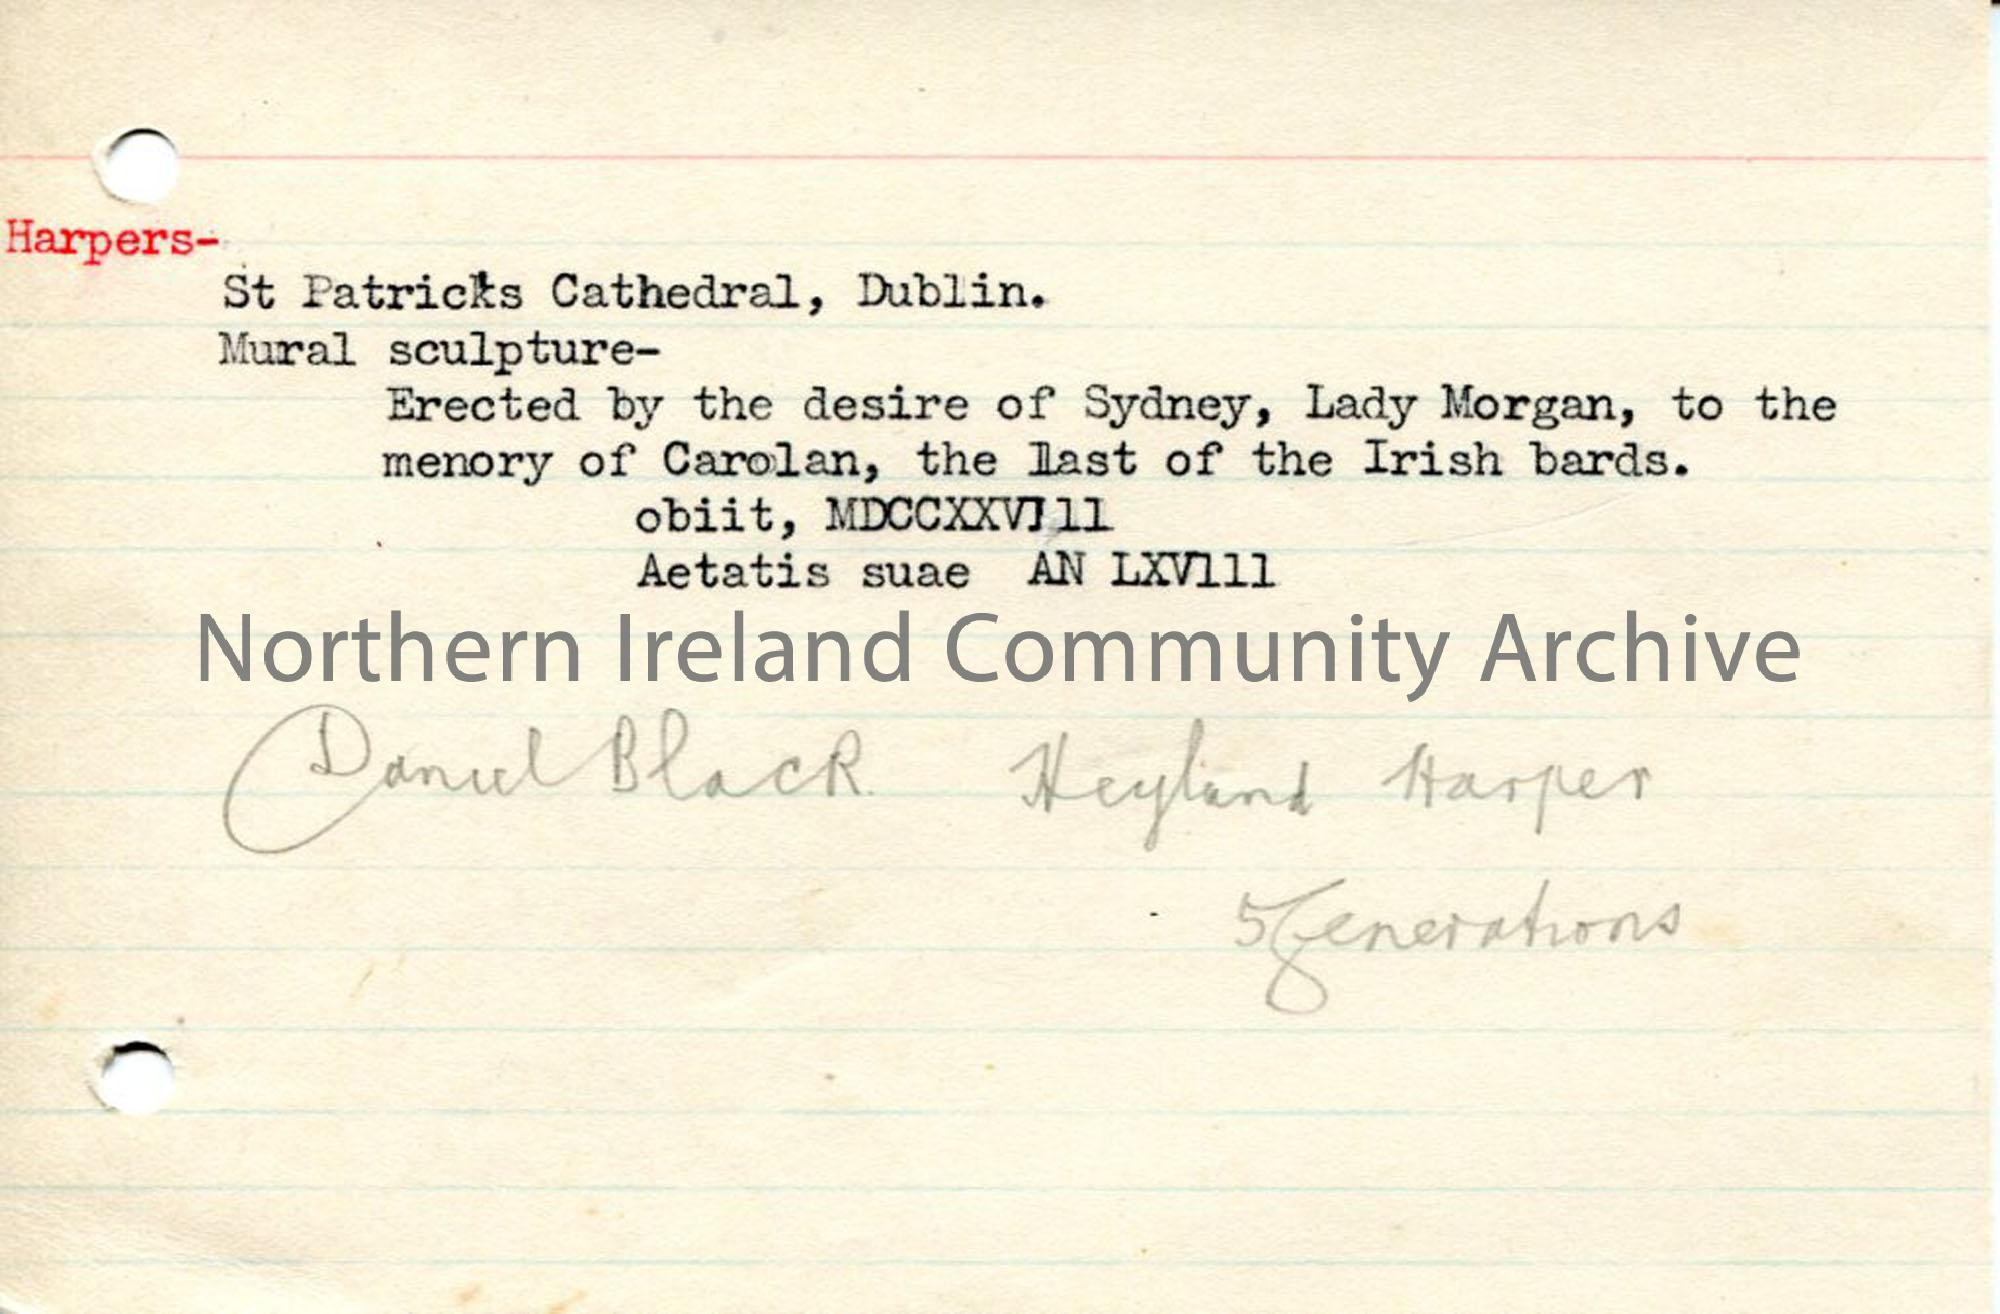 Harpers-
St Patricks Cathedral, Dublin.
Mural sculpture-
Erected by the desire of Sydney, Lady Morgan, to the
menory of Carolan, the last of the Irish bards.
obiit, MDCCXXVIll
Aetatis suae AN LXVlll
Northern Ireland Community Archive
Daniel Black Heyland Harper
5 Generations